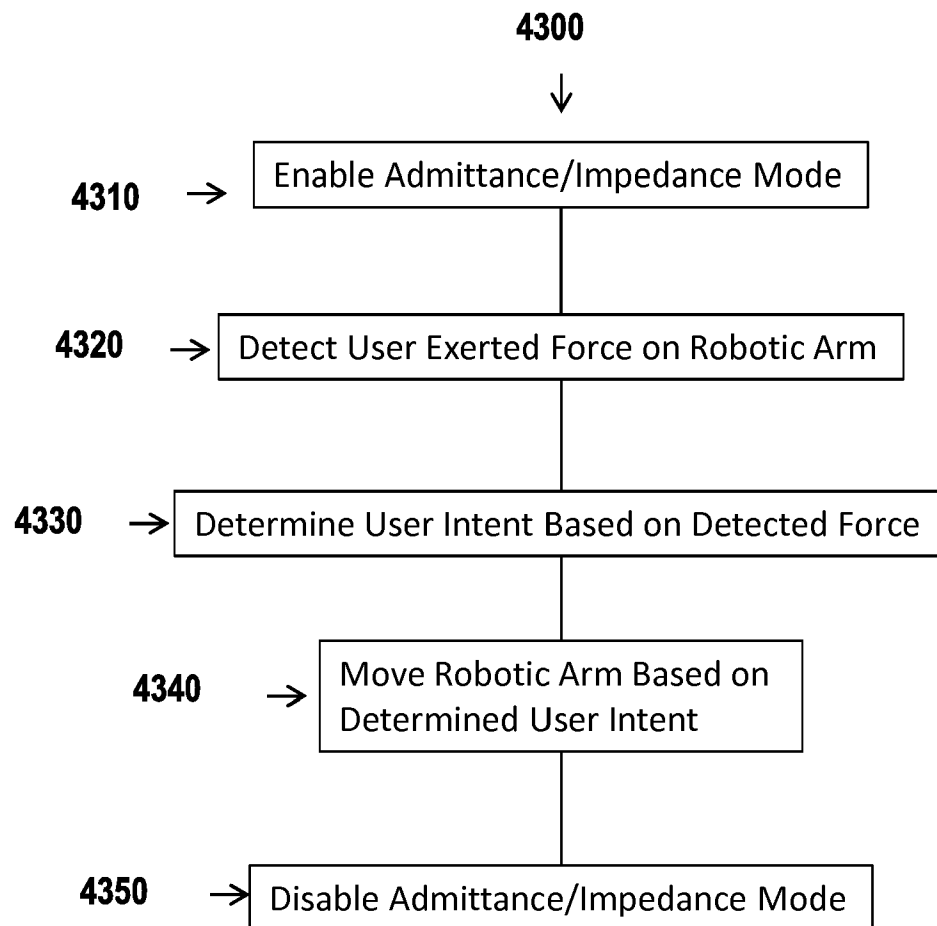 4300
4310
Enable Admittance/Impedance Mode
4320
Detect User Exerted Force on Robotic Arm
4330
Determine User Intent Based on Detected Force
4340
Move Robotic Arm Based on
Determined User Intent
4350
Disable Admittance/Impedance Mode